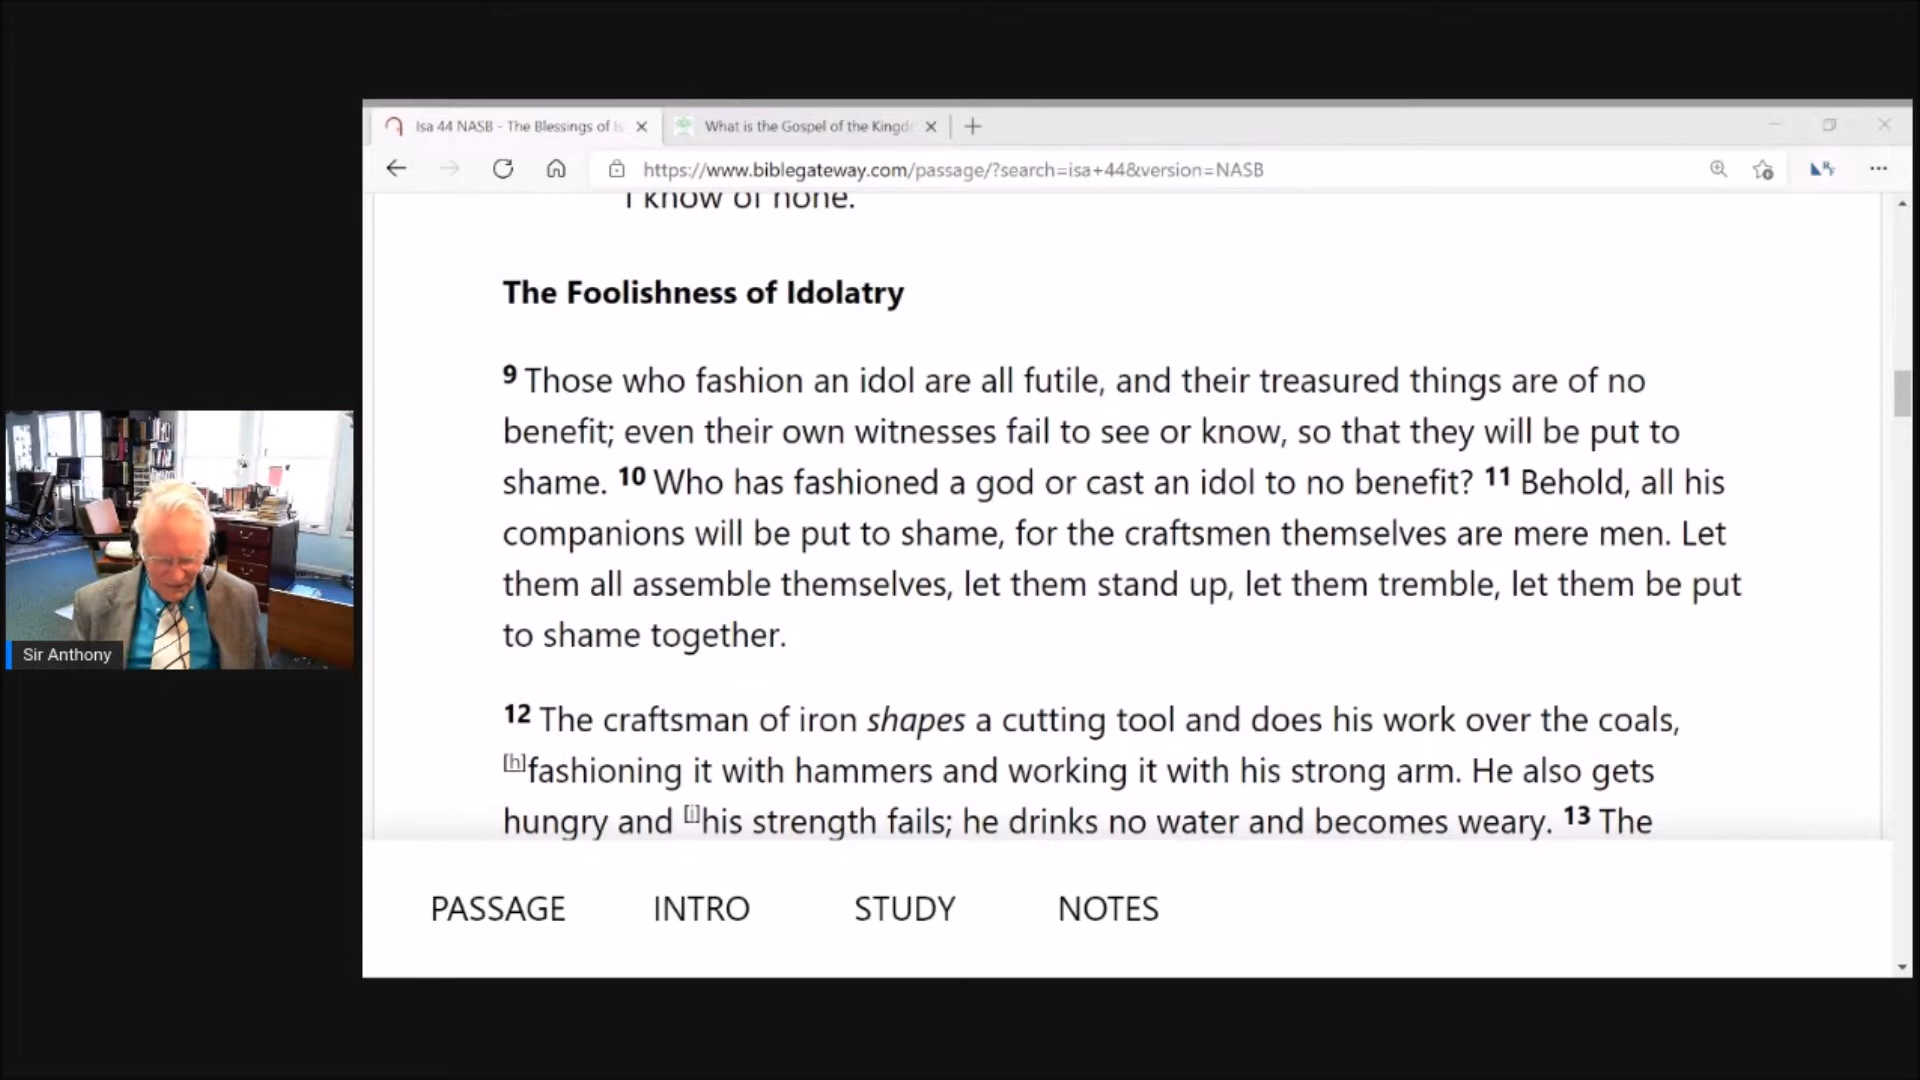 Isa 44 NASB - The Blessings of Is
What is the Gospel of the Kingd
https://www.biblegateway.com/passage/?search=isa+44&version=NASB
I know of none.
The Foolishness of Idolatry
9 Those who fashion an idol are all futile, and their treasured things are of no
benefit; even their own witnesses fail to see or know, so that they will be put to
shame. 10 Who has fashioned a god or cast an idol to no benefit? 11 Behold, all his
companions will be put to shame, for the craftsmen themselves are mere men. Let
them all assemble themselves, let them stand up, let them tremble, let them be put
to shame together.
12 The craftsman of iron shapes a cutting tool and does his work over the coals,
[h]fashioning it with hammers and working it with his strong arm. He also gets
hungry and [i]his strength fails; he drinks no water and becomes weary. 13 The
PASSAGE INTRO STUDY NOTES
Sir Anthony